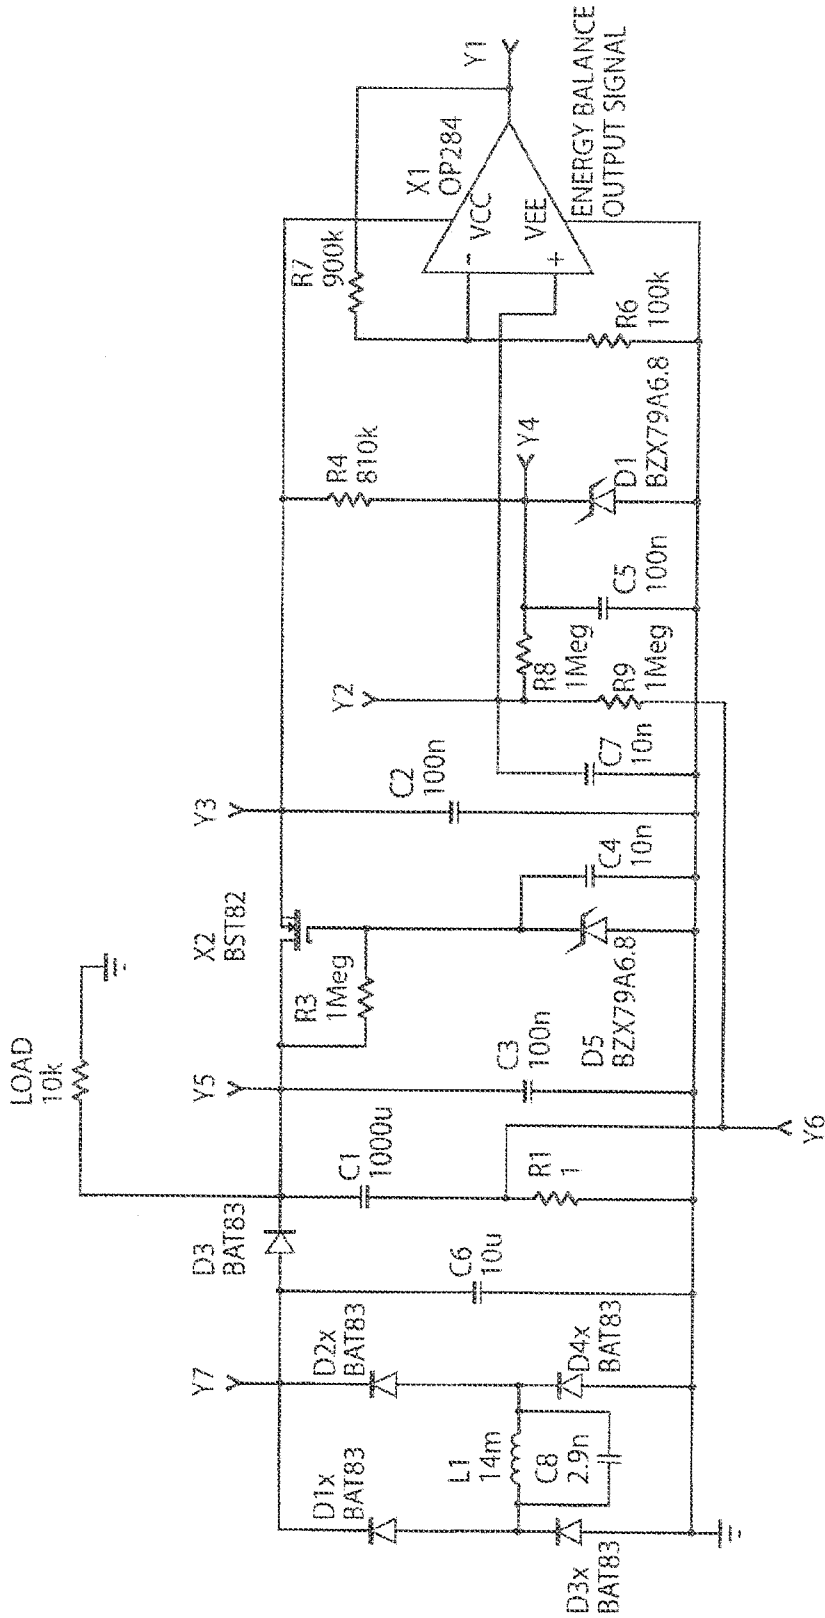 LOAD
10k
D3
BAT83
Y7
D1x
BAT83
D2x
BAT83
L1
14m
C8
2.9n
D3x
BAT83
D4x
BAT83
C6
10u
C1
1000u
R1
1
Y6
Y5
C3
100n
R3
1Meg
X2
BST82
D5
BZX79A6.8
C4
10n
Y3
C2
100n
C7
10n
Y2
R8
1Meg
R9
1Meg
C5
100n
R4
810k
Y4
D1
BZX79A6.8
R7
900k
R6
100k
X1
OP284
VCC
VEE
-
+
Y1
ENERGY BALANCE
OUTPUT SIGNAL